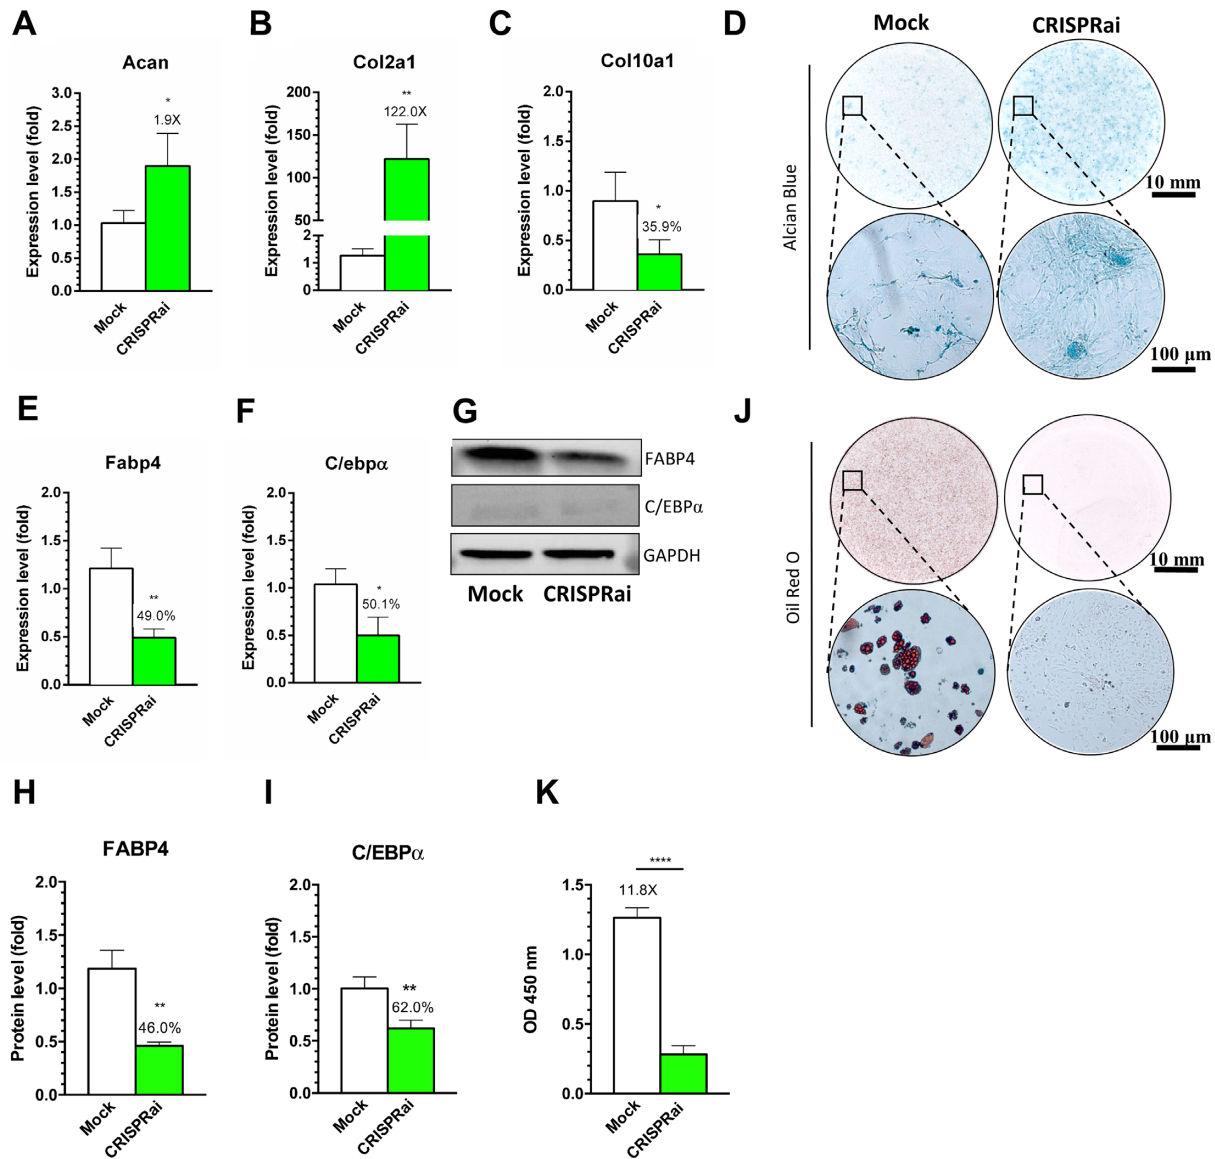 A
Acan
Expression level (fold)
3.0
2.5
2.0
1.5
1.0
0.5
0.0
*
1.9X
Mock
CRISPRai
B
Col2a1
Expression level (fold)
200
150
100
50
2
1
0
**
122.0X
Mock
CRISPRai
C
Col10a1
Expression level (fold)
2.0
1.5
1.0
0.5
0.0
*
35.9%
Mock
CRISPRai
D
Mock
CRISPRai
Alcian Blue
10 mm
100 µm
E
Fabp4
Expression level (fold)
2.0
1.5
1.0
0.5
0.0
**
49.0%
Mock
CRISPRai
F
C/ebpα
Expression level (fold)
2.0
1.5
1.0
0.5
0.0
*
50.1%
Mock
CRISPRai
G
FABP4
C/EBPα
GAPDH
Mock CRISPRai
J
Oil Red O
10 mm
100 µm
H
FABP4
Protein level (fold)
2.0
1.5
1.0
0.5
0.0
**
46.0%
Mock
CRISPRai
I
C/EBPα
Protein level (fold)
2.0
1.5
1.0
0.5
0.0
**
62.0%
Mock
CRISPRai
K
OD 450 nm
1.5
1.0
0.5
0.0
****
11.8X
Mock
CRISPRai